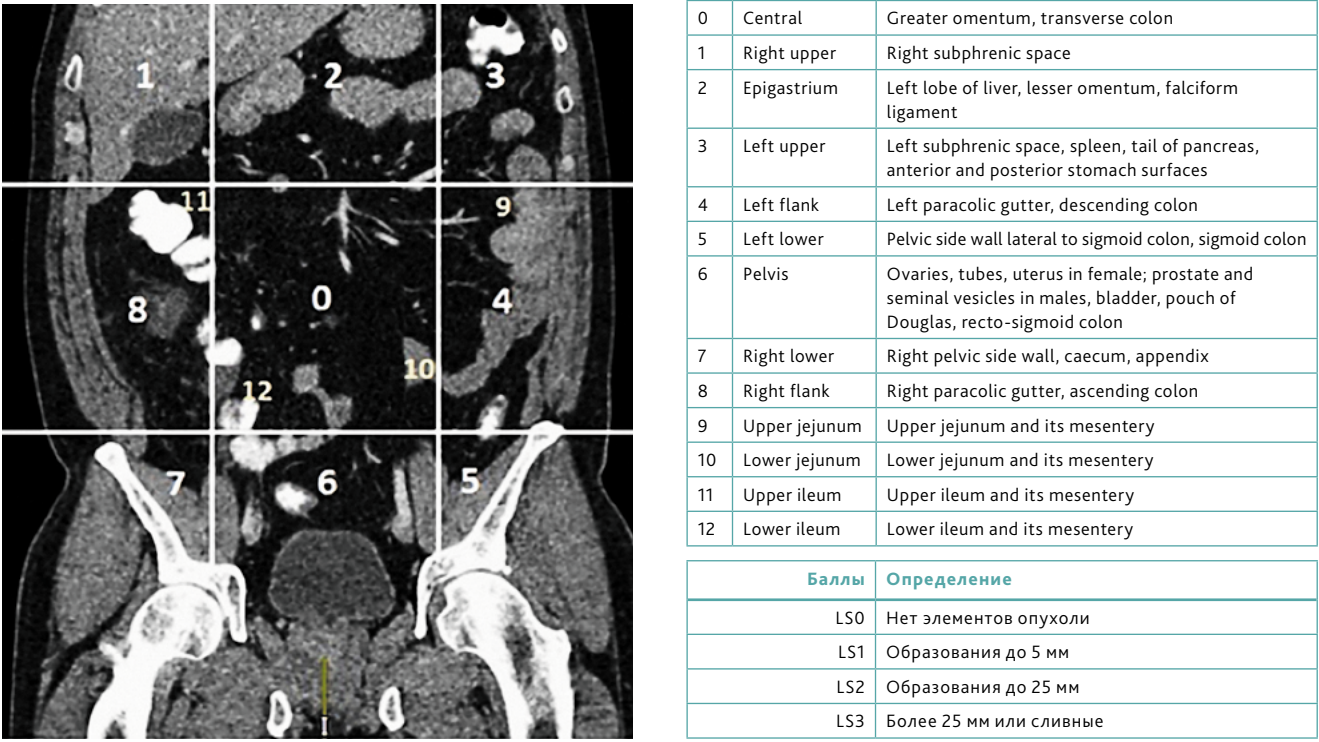 1
2
3
11
9
8
0
4
10
12
7
6
5
I
0 Central Greater omentum, transverse colon
1 Right upper Right subphrenic space
2 Epigastrium Left lobe of liver, lesser omentum, falciform
ligament
3 Left upper Left subphrenic space, spleen, tail of pancreas,
anterior and posterior stomach surfaces
4 Left flank Left paracolic gutter, descending colon
5 Left lower Pelvic side wall lateral to sigmoid colon, sigmoid colon
6 Pelvis Ovaries, tubes, uterus in female; prostate and
seminal vesicles in males, bladder, pouch of
Douglas, recto-sigmoid colon
7 Right lower Right pelvic side wall, caecum, appendix
8 Right flank Right paracolic gutter, ascending colon
9 Upper jejunum Upper jejunum and its mesentery
10 Lower jejunum Lower jejunum and its mesentery
11 Upper ileum Upper ileum and its mesentery
12 Lower ileum Lower ileum and its mesentery
Баллы Определение
LS0 Нет элементов опухоли
LS1 Образования до 5 мм
LS2 Образования до 25 мм
LS3 Более 25 мм или сливные